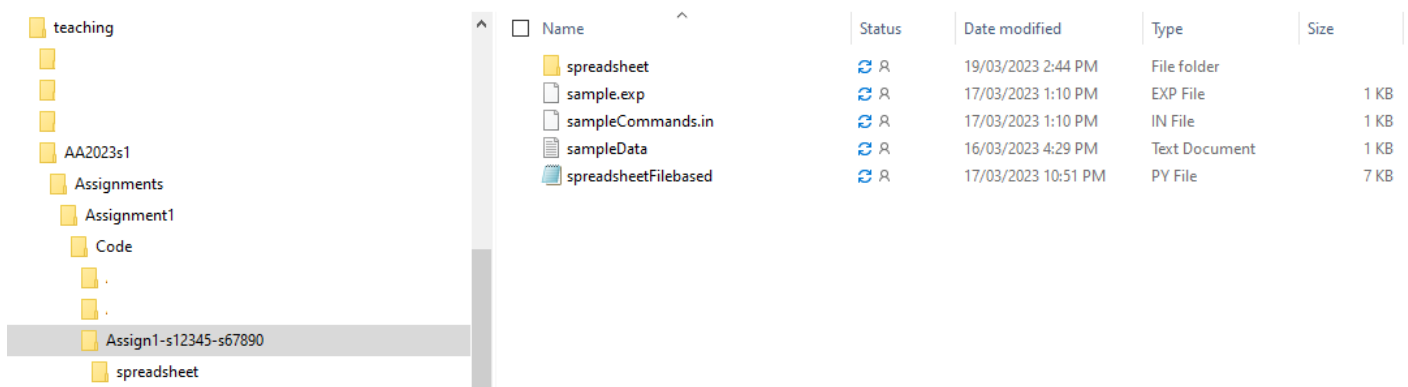 teaching
AA2023s1
Assignments
Assignment1
Code
.
.
Assign1-s12345-s67890
spreadsheet
Name Status Date modified Type Size
spreadsheet 19/03/2023 2:44 PM File folder
sample.exp 17/03/2023 1:10 PM EXP File 1 KB
sampleCommands.in 17/03/2023 1:10 PM IN File 1 KB
sampleData 16/03/2023 4:29 PM Text Document 1 KB
spreadsheetFilebased 17/03/2023 10:51 PM PY File 7 KB